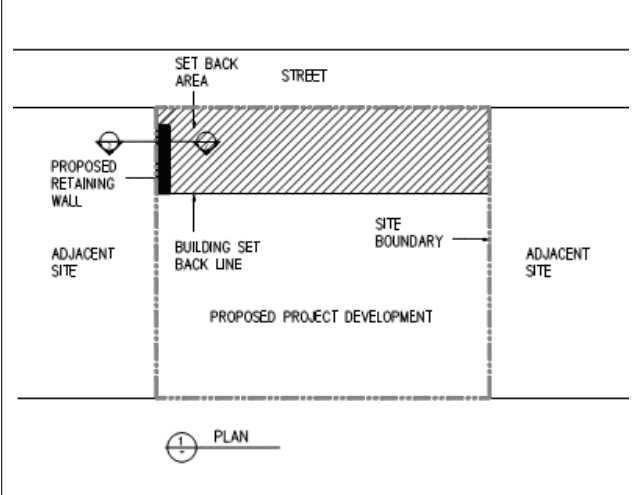 SET BACK
AREA
STREET
PROPOSED
RETAINING
WALL
ADJACENT
SITE
BUILDING SET
BACK LINE
SITE
BOUNDARY
ADJACENT
SITE
PROPOSED PROJECT DEVELOPMENT
1
PLAN